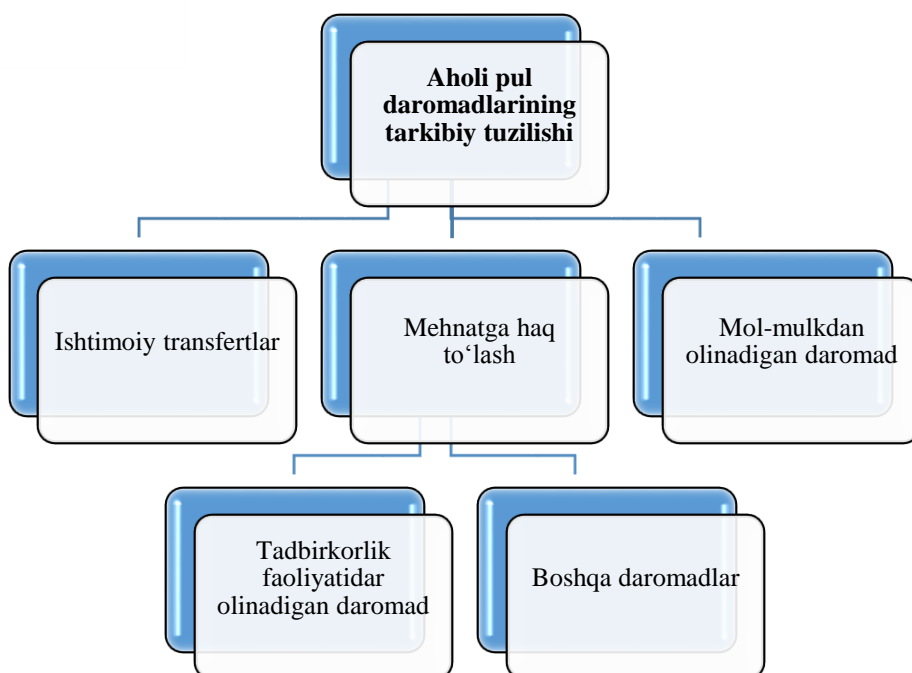 Aholi pul
daromadlarining
tarkibiy tuzilishi
Ishtimoiy transfertlar
Mehnatga haq
to‘lash
Mol-mulkdan
olinadigan daromad
Tadbirkorlik
faoliyatidar
olinadigan daromad
Boshqa daromadlar